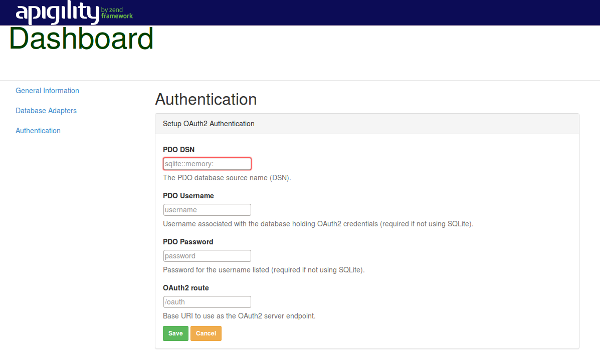 apigility by zend
framework
Dashboard
General Information
Database Adapters
Authentication
Authentication
Setup OAuth2 Authentication
PDO DSN
sqlite::memory:
The PDO database source name (DSN).
PDO Username
username
Username associated with the database holding OAuth2 credentials (required if not using SQLite).
PDO Password
password
Password for the username listed (required if not using SQLite).
OAuth2 route
/oauth
Base URI to use as the OAuth2 server endpoint.
Save Cancel